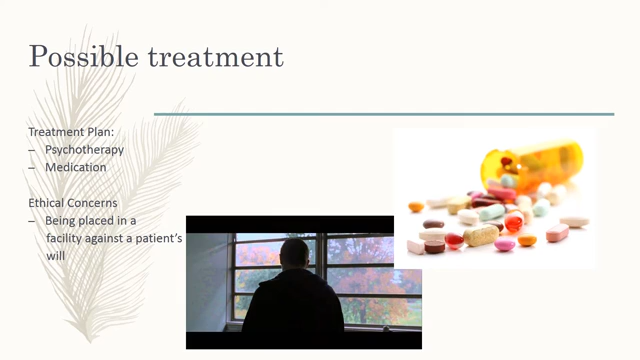 Possible treatment
Treatment Plan:
– Psychotherapy
– Medication
Ethical Concerns
– Being placed in a
facility against a patient's
will